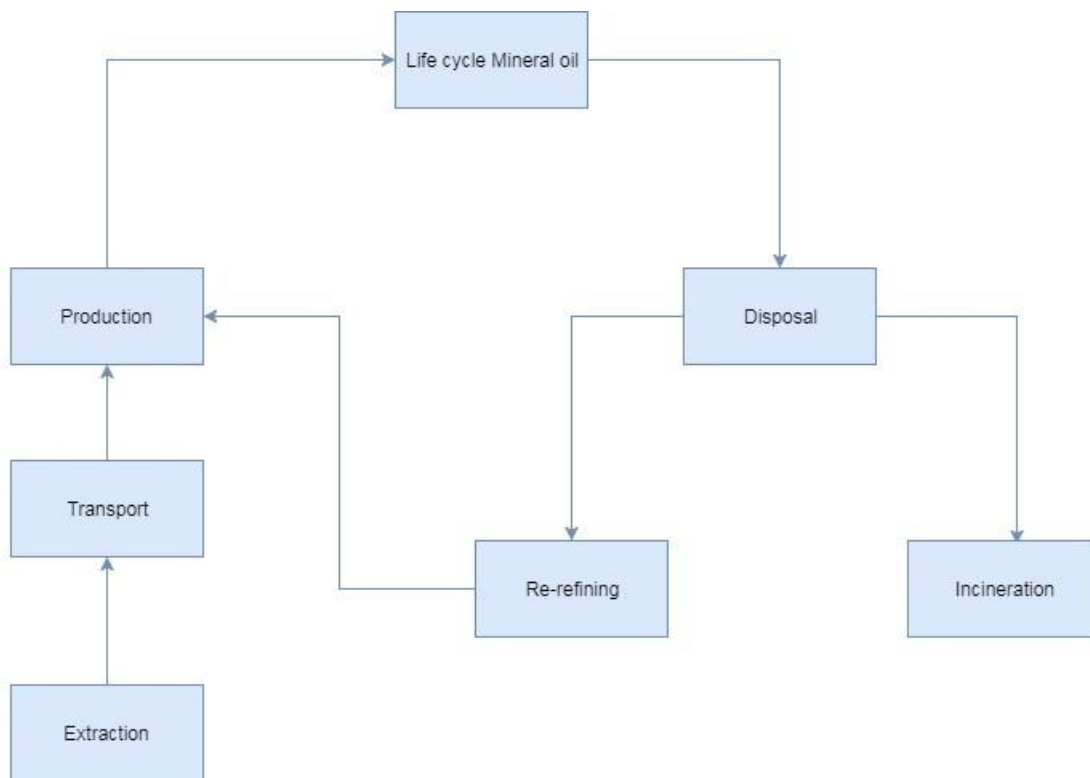 Life cycle Mineral oil
Production
Disposal
Transport
Re-refining
Incineration
Extraction